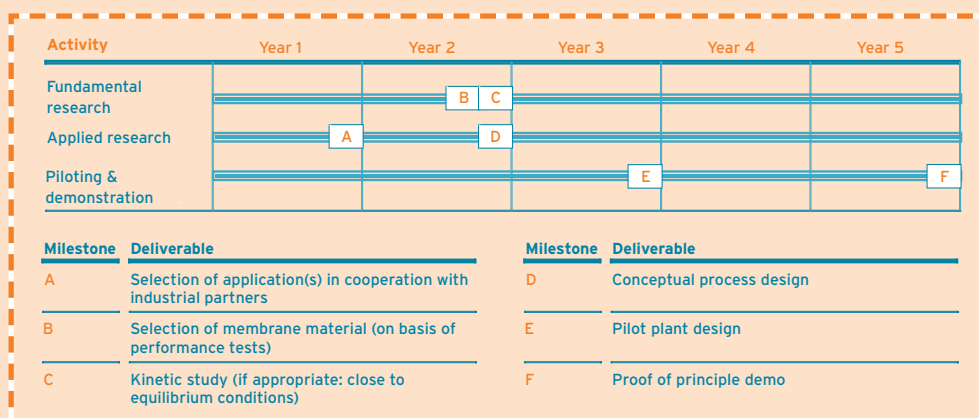 Activity Year 1 Year 2 Year 3 Year 4 Year 5
Fundamental
research
B C
Applied research A D
Piloting &
demonstration
E F
Milestone Deliverable
A Selection of application(s) in cooperation with
industrial partners
B Selection of membrane material (on basis of
performance tests)
C Kinetic study (if appropriate: close to
equilibrium conditions)
Milestone Deliverable
D Conceptual process design
E Pilot plant design
F Proof of principle demo